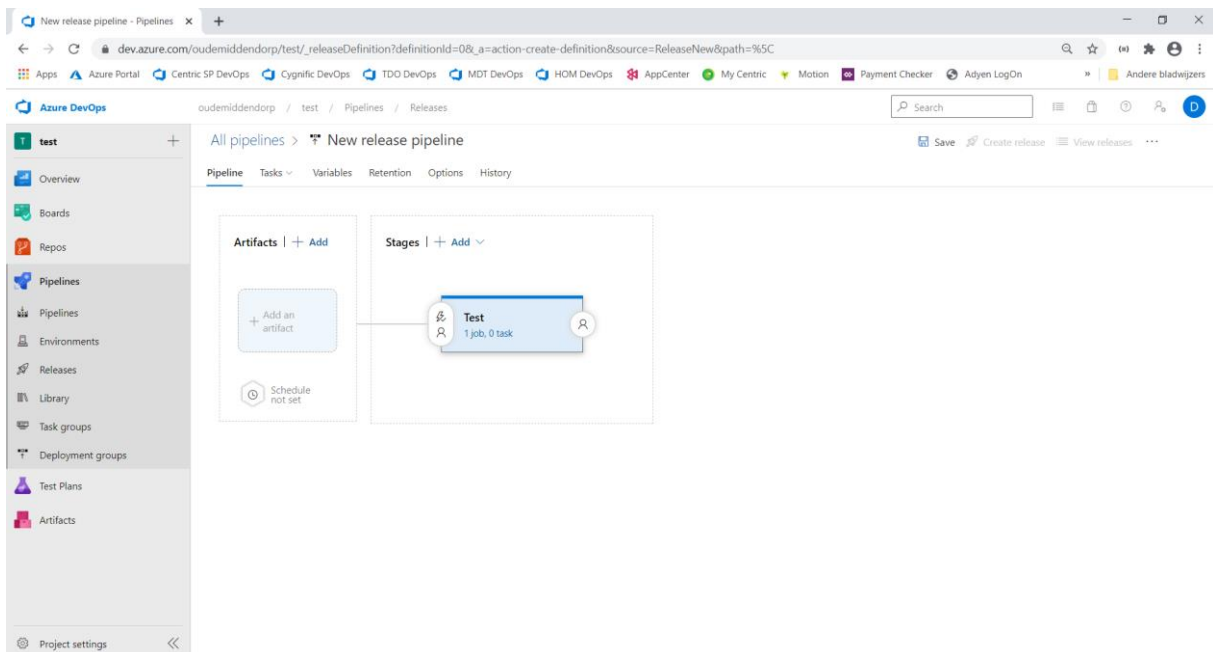 New release pipeline - Pipelines
dev.azure.com/oudemiddendorp/test/_releaseDefinition?definitionId=0&_a=action-create-definition&source=ReleaseNew&path=%5C
Apps Azure Portal Centric SP DevOps Cygnific DevOps TDO DevOps MDT DevOps HOM DevOps AppCenter My Centric Motion Payment Checker Adyen LogOn » Andere bladwijzers
Azure DevOps oudemiddendorp / test / Pipelines / Releases Search D
T test
All pipelines > New release pipeline Save Create release View releases ...
Pipeline Tasks Variables Retention Options History
Overview
Boards
Repos
Pipelines
Pipelines
Environments
Releases
Library
Task groups
Deployment groups
Test Plans
Artifacts
Project settings
Artifacts | + Add
Stages | + Add
+ Add an
artifact
Schedule
not set
Test
1 job, 0 task